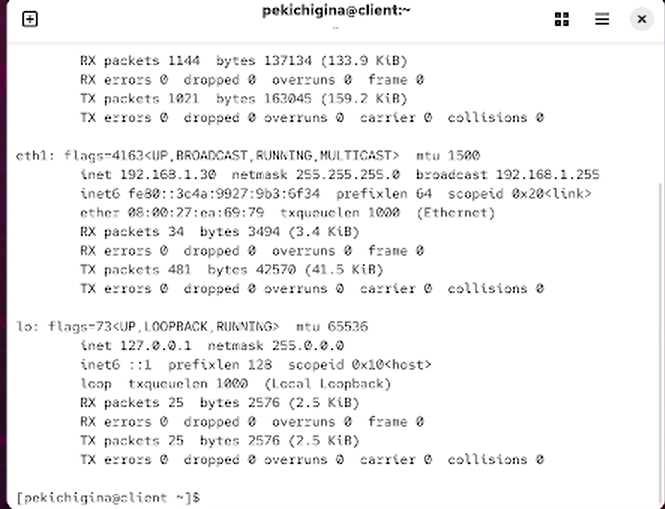 pekichigina@client:~
~
RX packets 1144  bytes 137134 (133.9 KiB)
RX errors 0  dropped 0  overruns 0  frame 0
TX packets 1021  bytes 163045 (159.2 KiB)
TX errors 0  dropped 0 overruns 0  carrier 0  collisions 0
eth1: flags=4163<UP,BROADCAST,RUNNING,MULTICAST>  mtu 1500
inet 192.168.1.30  netmask 255.255.255.0  broadcast 192.168.1.255
inet6 fe80::3c4a:9927:9b3:6f34  prefixlen 64  scopeid 0x20<link>
ether 08:00:27:ea:69:79  txqueuelen 1000  (Ethernet)
RX packets 34  bytes 3494 (3.4 KiB)
RX errors 0  dropped 0  overruns 0  frame 0
TX packets 481  bytes 42570 (41.5 KiB)
TX errors 0  dropped 0 overruns 0  carrier 0  collisions 0
lo: flags=73<UP,LOOPBACK,RUNNING>  mtu 65536
inet 127.0.0.1  netmask 255.0.0.0
inet6 ::1  prefixlen 128  scopeid 0x10<host>
loop  txqueuelen 1000  (Local Loopback)
RX packets 25  bytes 2576 (2.5 KiB)
RX errors 0  dropped 0  overruns 0  frame 0
TX packets 25  bytes 2576 (2.5 KiB)
TX errors 0  dropped 0 overruns 0  carrier 0  collisions 0
[pekichigina@client ~]$